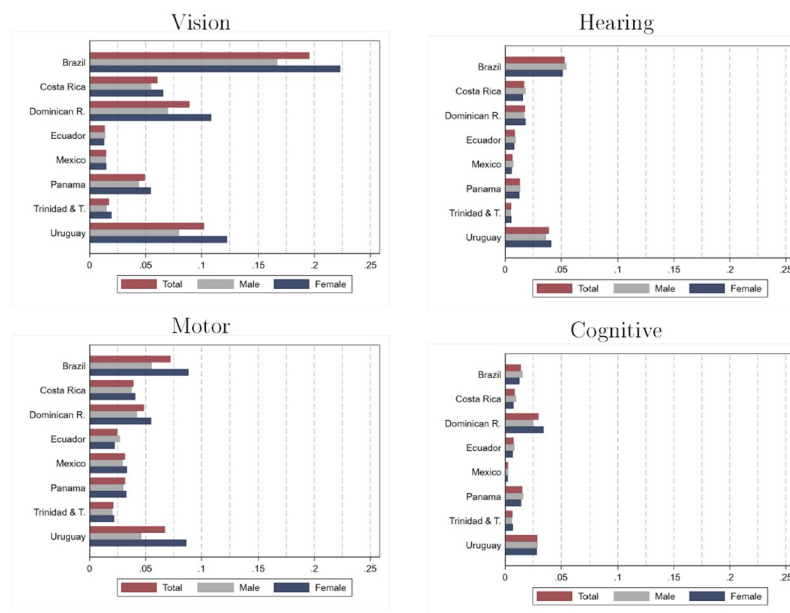 Vision
Brazil
Costa Rica
Dominican R.
Ecuador
Mexico
Panama
Trinidad & T.
Uruguay
0 .05 .1 .15 .2 .25
Total Male Female
Hearing
Brazil
Costa Rica
Dominican R.
Ecuador
Mexico
Panama
Trinidad & T.
Uruguay
0 .05 .1 .15 .2 .25
Total Male Female
Motor
Brazil
Costa Rica
Dominican R.
Ecuador
Mexico
Panama
Trinidad & T.
Uruguay
0 .05 .1 .15 .2 .25
Total Male Female
Cognitive
Brazil
Costa Rica
Dominican R.
Ecuador
Mexico
Panama
Trinidad & T.
Uruguay
0 .05 .1 .15 .2 .25
Total Male Female